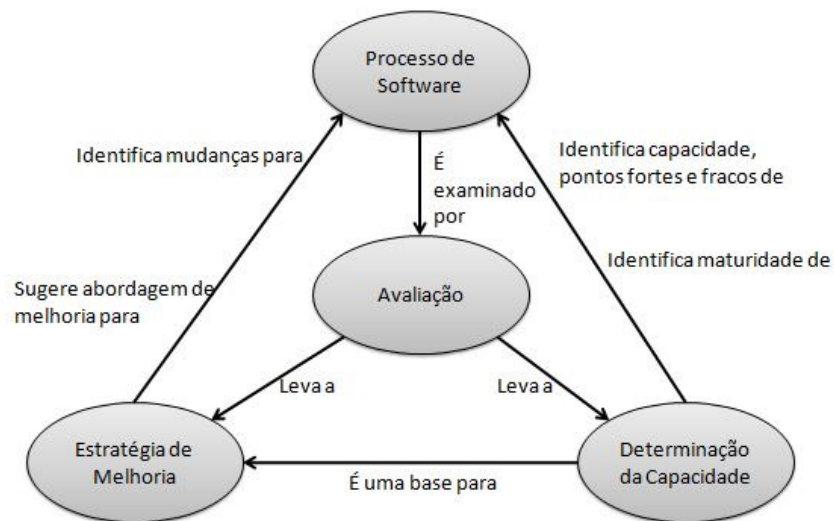 Processo de
Software
Identifica mudanças para
É
examinado
por
Identifica capacidade,
pontos fortes e fracos de
Identifica maturidade de
Sugere abordagem de
melhoria para
Avaliação
Leva a
Leva a
Estratégia de
Melhoria
É uma base para
Determinação
da Capacidade